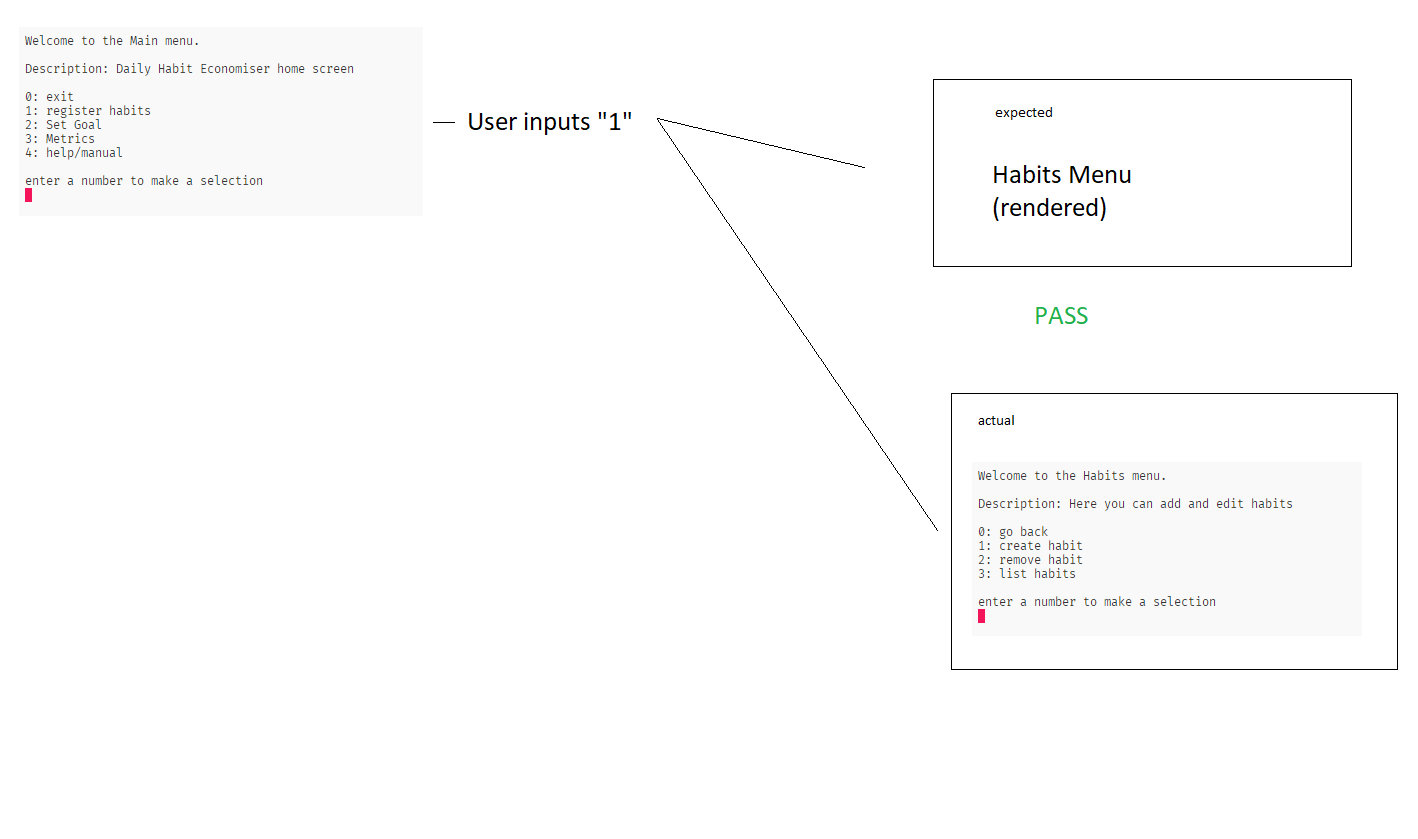 Welcome to the Main menu.
Description: Daily Habit Economiser home screen
0: exit
1: register habits
2: Set Goal
3: Metrics
4: help/manual
enter a number to make a selection
User inputs "1"
expected
Habits Menu
(rendered)
PASS
actual
Welcome to the Habits menu.
Description: Here you can add and edit habits
0: go back
1: create habit
2: remove habit
3: list habits
enter a number to make a selection